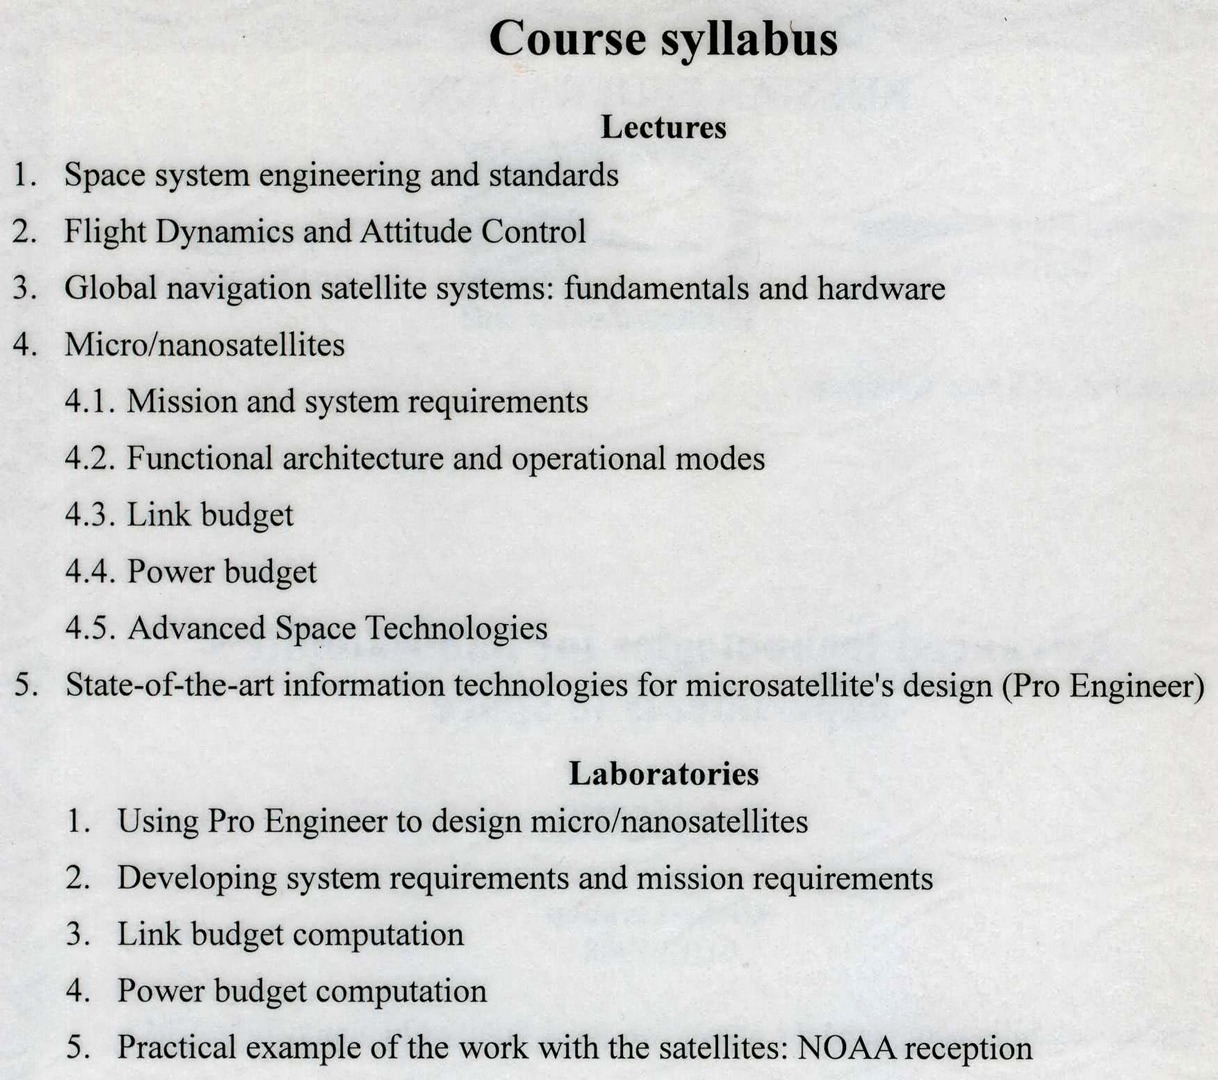 Course syllabus
Lectures
1. Space system engineering and standards
2. Flight Dynamics and Attitude Control
3. Global navigation satellite systems: fundamentals and hardware
4. Micro/nanosatellites
4.1. Mission and system requirements
4.2. Functional architecture and operational modes
4.3. Link budget
4.4. Power budget
4.5. Advanced Space Technologies
5. State-of-the-art information technologies for microsatellite's design (Pro Engineer)
Laboratories
1. Using Pro Engineer to design micro/nanosatellites
2. Developing system requirements and mission requirements
3. Link budget computation
4. Power budget computation
5. Practical example of the work with the satellites: NOAA reception